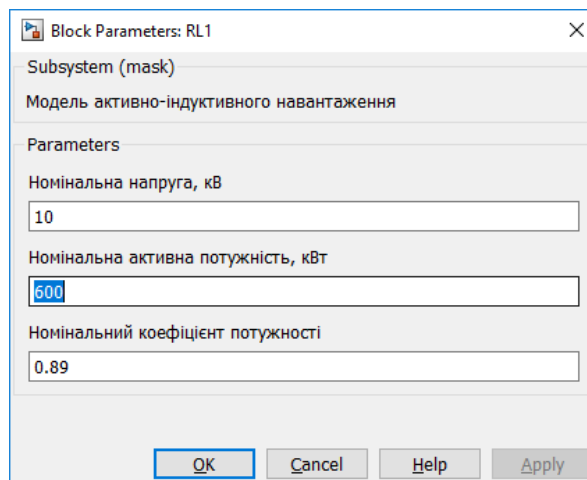 Block Parameters: RL1
Subsystem (mask)
Модель активно-індуктивного навантаження
Parameters
Номінальна напруга, кВ
10
Номінальна активна потужність, кВт
600
Номінальний коефіцієнт потужності
0.89
OK Cancel Help Apply